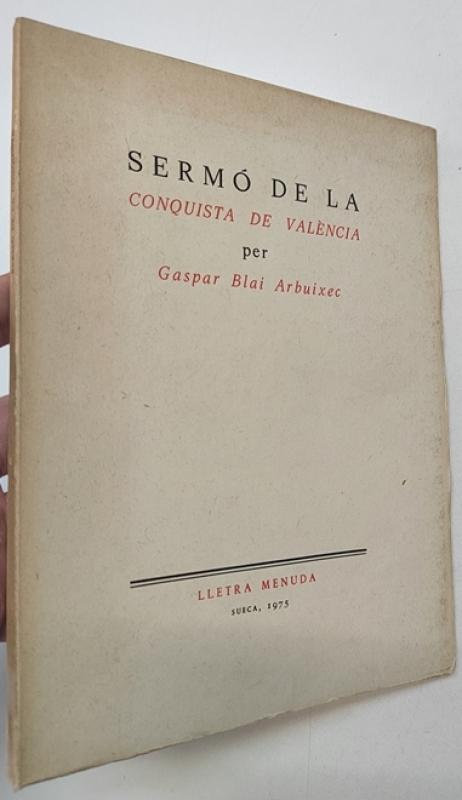 SERMÓ DE LA
CONQUISTA DE VALÈNCIA
per
Gaspar Blai Arbuixec
LLETRA MENUDA
SUECA, 1975